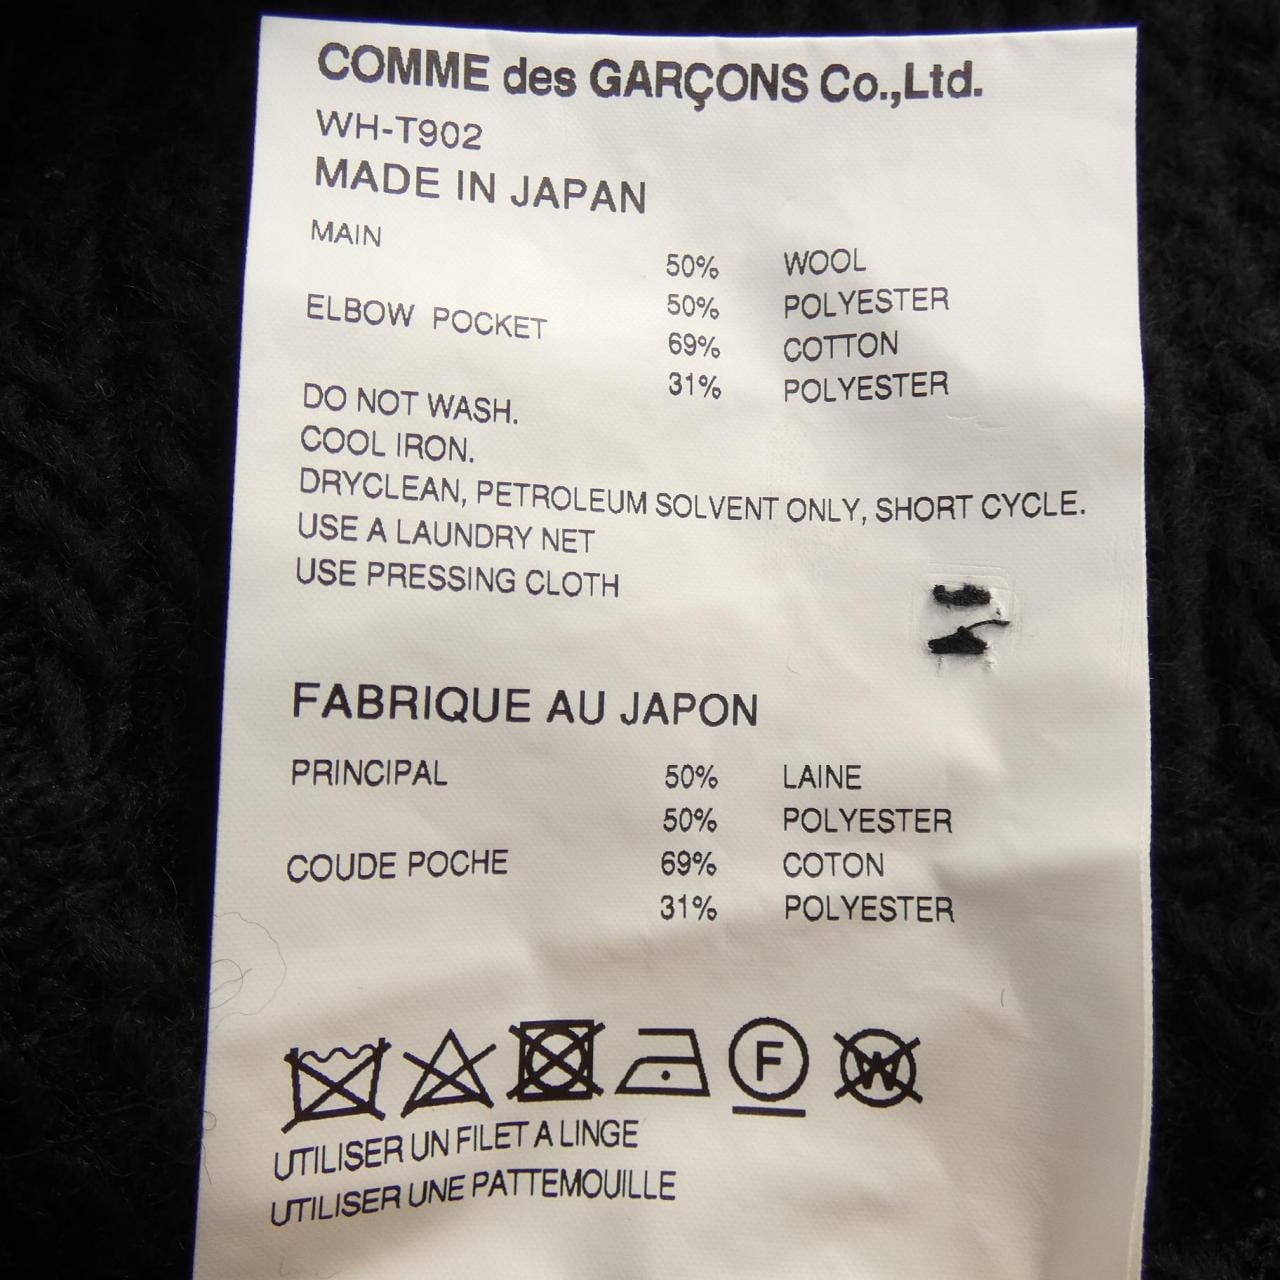 COMME des GARÇONS Co.,Ltd.
WH-T902
MADE IN JAPAN
MAIN
50% WOOL
50% POLYESTER
ELBOW POCKET
69% COTTON
31% POLYESTER
DO NOT WASH.
COOL IRON.
DRYCLEAN, PETROLEUM SOLVENT ONLY, SHORT CYCLE.
USE A LAUNDRY NET
USE PRESSING CLOTH
FABRIQUE AU JAPON
PRINCIPAL 50% LAINE
50% POLYESTER
COUDE POCHE 69% COTON
31% POLYESTER
F W
UTILISER UN FILET A LINGE
UTILISER UNE PATTEMOUILLE